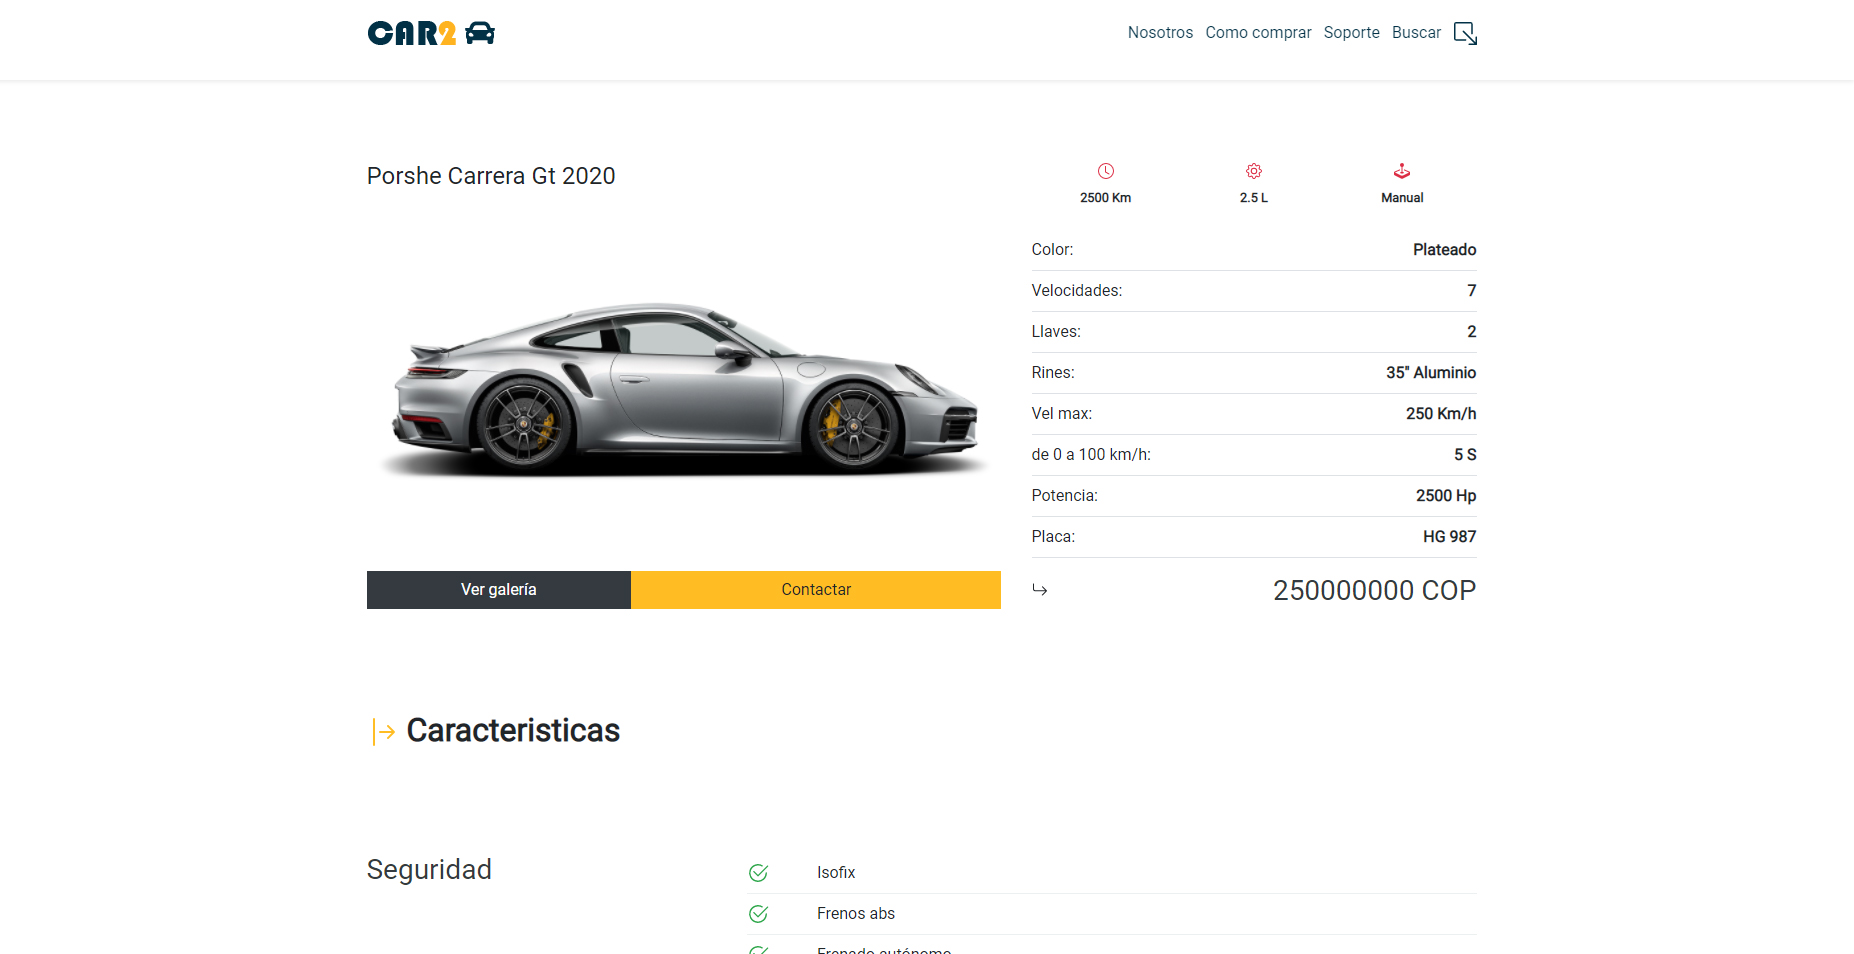 CAR2
Nosotros Como comprar Soporte Buscar
Porshe Carrera Gt 2020
2500 Km 2.5 L Manual
Color: Plateado
Velocidades: 7
Llaves: 2
Rines: 35" Aluminio
Vel max: 250 Km/h
de 0 a 100 km/h: 5 S
Potencia: 2500 Hp
Placa: HG 987
Ver galería Contactar
250000000 COP
Caracteristicas
Seguridad
Isofix
Frenos abs
Frenado autónomo